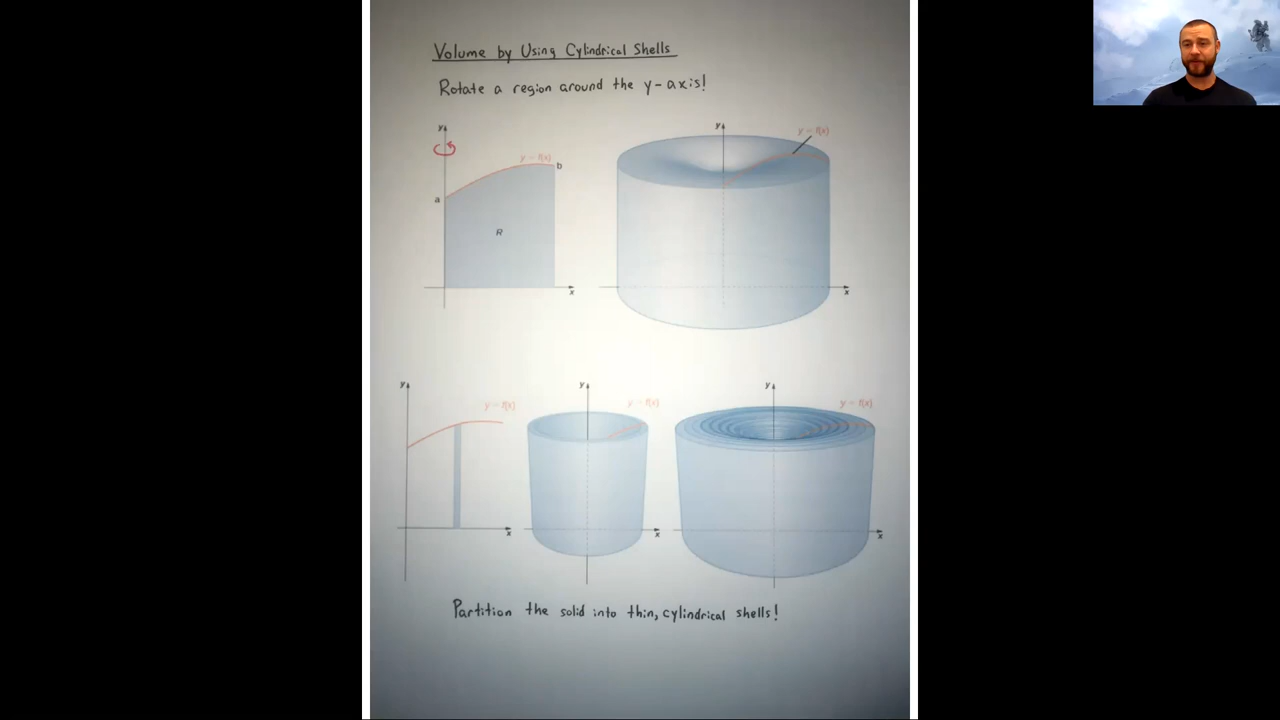 Volume by Using Cylindrical Shells
Rotate a region around the y-axis!
y
y = f(x)
b
a
R
x
y
y = f(x)
x
y
y = f(x)
x
y
y = f(x)
x
y
y = f(x)
x
Partition the solid into thin, cylindrical shells!